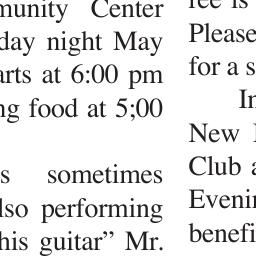 munity Center
day night May
arts at 6:00 pm
ng food at 5;00
s sometimes
lso performing
his guitar” Mr.
fee is
Please
for a s
In
New
Club a
Evenin
benefi